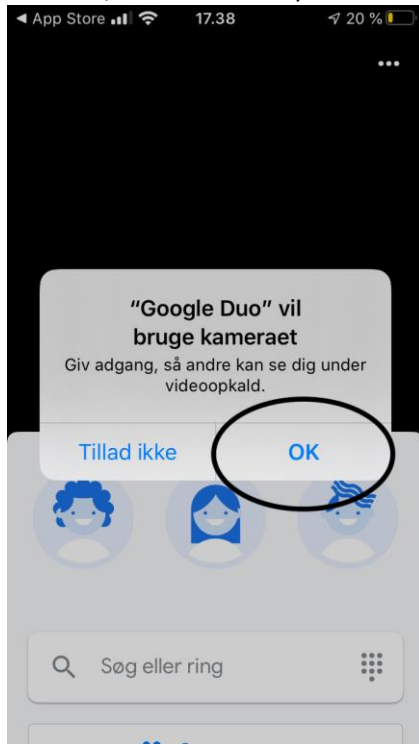 ◀ App Store 17.38 20 %
“Google Duo” vil
bruge kameraet
Giv adgang, så andre kan se dig under
videoopkald.
Tillad ikke OK
Søg eller ring